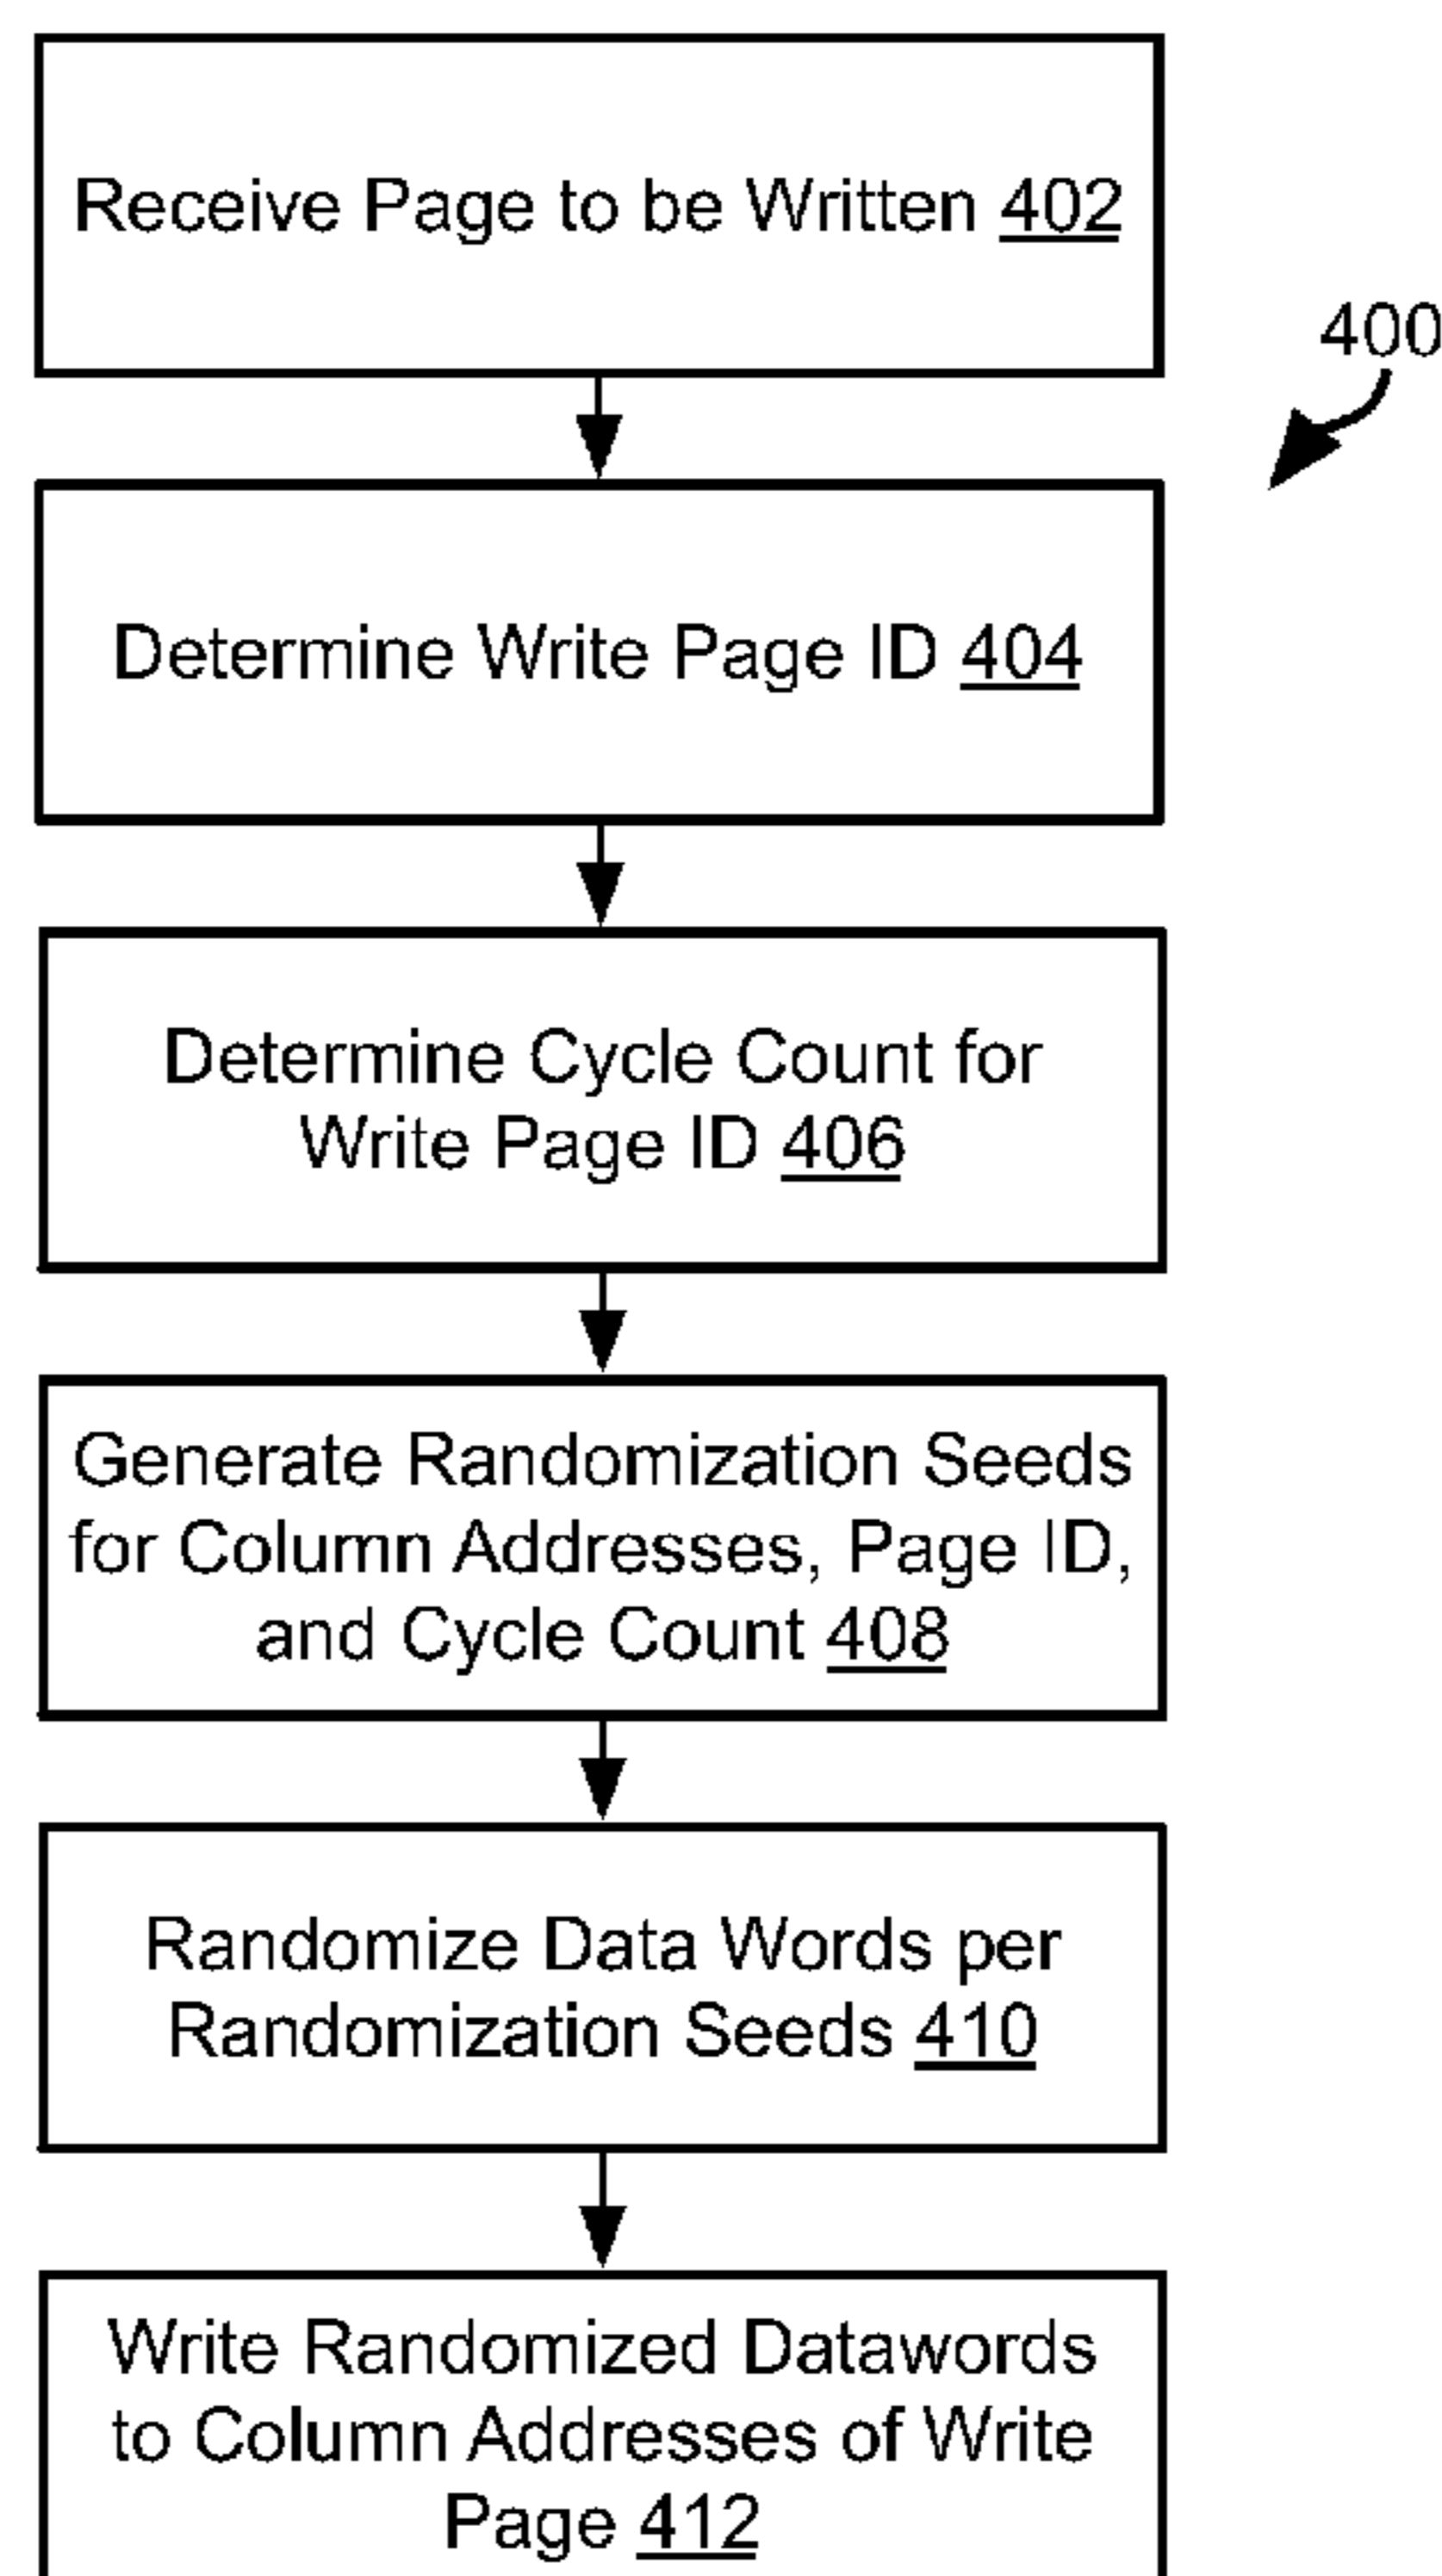 Receive Page to be Written 402
400
Determine Write Page ID 404
Determine Cycle Count for
Write Page ID 406
Generate Randomization Seeds
for Column Addresses, Page ID,
and Cycle Count 408
Randomize Data Words per
Randomization Seeds 410
Write Randomized Datawords
to Column Addresses of Write
Page 412